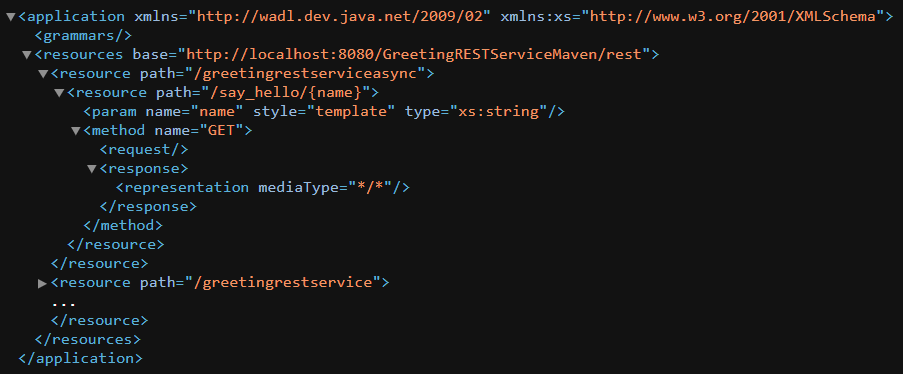 <application xmlns="http://wadl.dev.java.net/2009/02" xmlns:xs="http://www.w3.org/2001/XMLSchema">
<grammars/>
<resources base="http://localhost:8080/GreetingRESTServiceMaven/rest">
<resource path="/greetingrestserviceasync">
<resource path="/say_hello/{name}">
<param name="name" style="template" type="xs:string"/>
<method name="GET">
<request/>
<response>
<representation mediaType="*/*"/>
</response>
</method>
</resource>
</resource>
<resource path="/greetingrestservice">
...
</resource>
</resources>
</application>